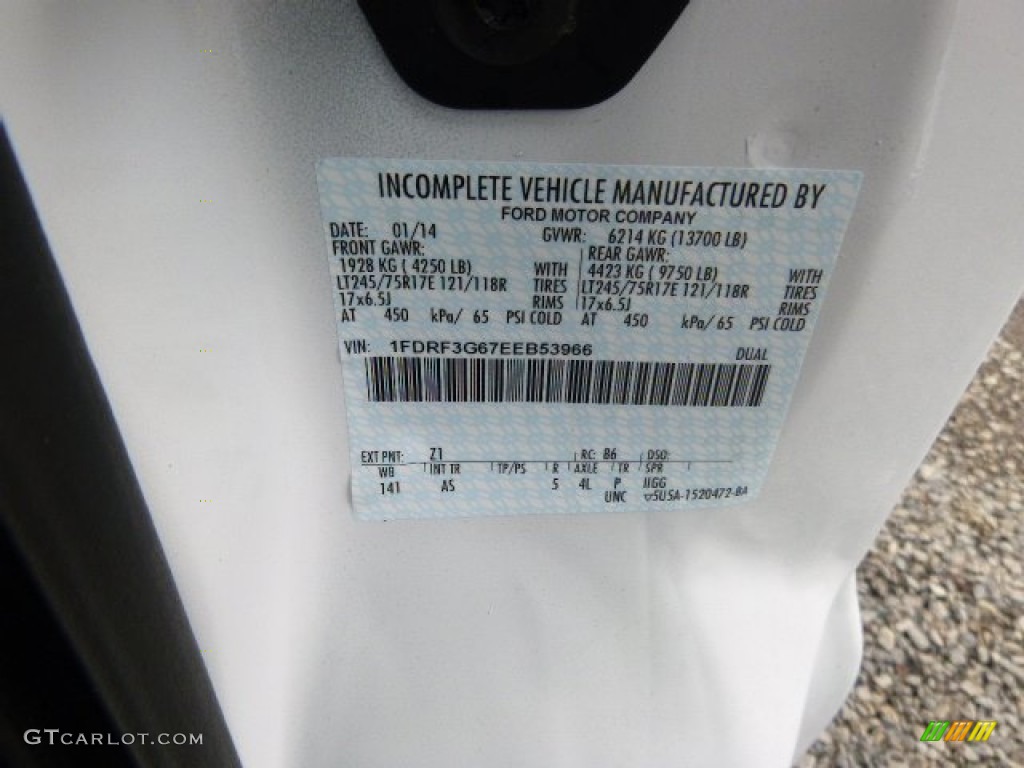 INCOMPLETE VEHICLE MANUFACTURED BY
FORD MOTOR COMPANY
DATE: 01/14 GVWR: 6214 KG (13700 LB)
FRONT GAWR: REAR GAWR:
1928 KG ( 4250 LB) WITH 4423 KG ( 9750 LB) WITH
LT245/75R17E 121/118R TIRES LT245/75R17E 121/118R TIRES
17x6.5J RIMS 17x6.5J RIMS
AT 450 kPa/ 65 PSI COLD AT 450 kPa/ 65 PSI COLD
VIN: 1FDRF3G67EEB53966 DUAL
EXT PNT: Z1 RC: 86 DSO:
WB INT TR TP/PS R AXLE TR SPR
141 AS 5 4L P IIGG
UNC 5USA-1520472-BA
GTCARLOT.COM